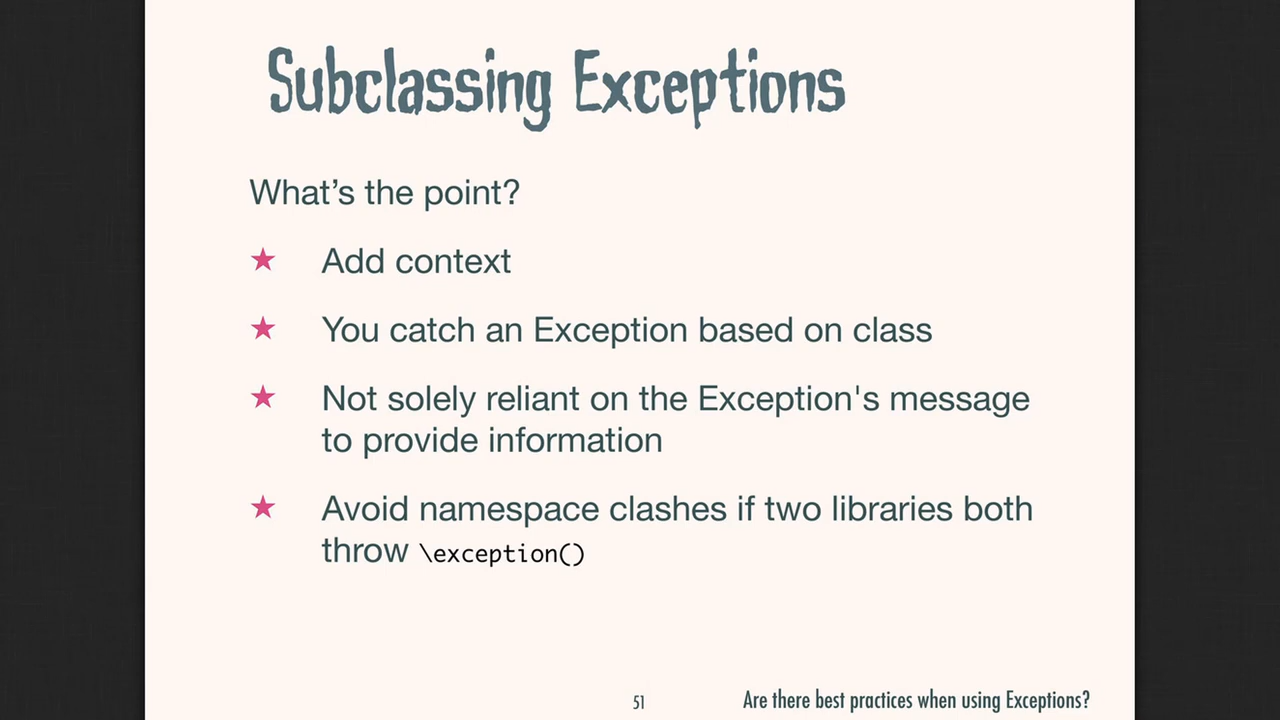 Subclassing Exceptions
What’s the point?
★ Add context
★ You catch an Exception based on class
★ Not solely reliant on the Exception's message
to provide information
★ Avoid namespace clashes if two libraries both
throw \exception()
51
Are there best practices when using Exceptions?